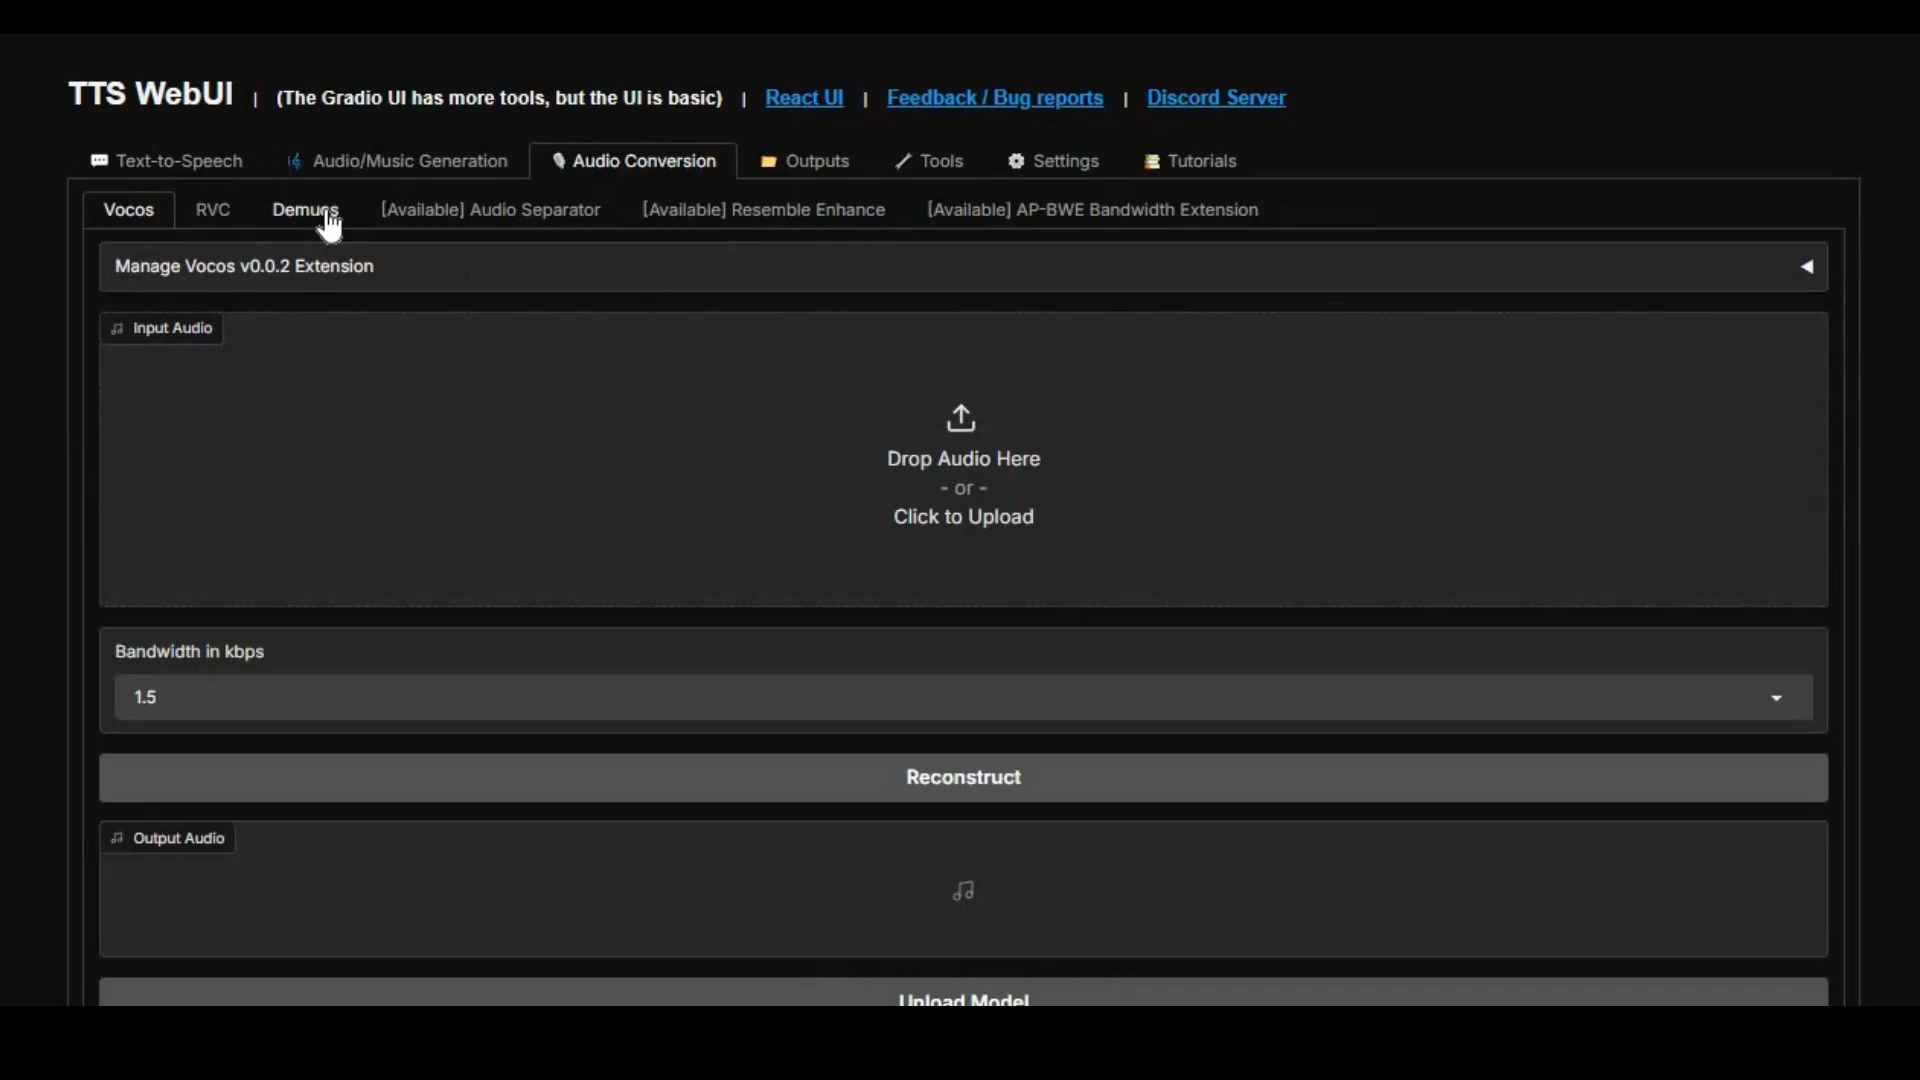 TTS WebUI | (The Gradio UI has more tools, but the UI is basic) | React UI | Feedback / Bug reports | Discord Server
Text-to-Speech Audio/Music Generation Audio Conversion Outputs Tools Settings Tutorials
Vocos RVC Demucs [Available] Audio Separator [Available] Resemble Enhance [Available] AP-BWE Bandwidth Extension
Manage Vocos v0.0.2 Extension
Input Audio
Drop Audio Here
- or -
Click to Upload
Bandwidth in kbps
1.5
Reconstruct
Output Audio
Unload Model